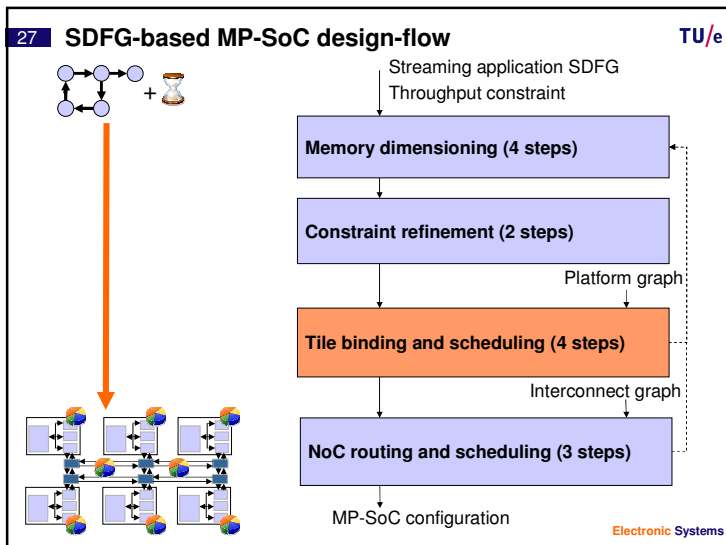 27 SDFG-based MP-SoC design-flow
TU/e
+
Streaming application SDFG
Throughput constraint
Memory dimensioning (4 steps)
Constraint refinement (2 steps)
Platform graph
Tile binding and scheduling (4 steps)
Interconnect graph
NoC routing and scheduling (3 steps)
MP-SoC configuration
Electronic Systems